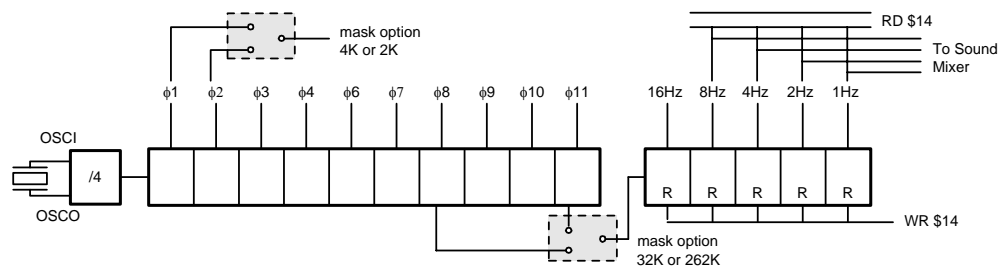 RD $14
mask option
4K or 2K
To Sound
Mixer
ϕ1 ϕ2 ϕ3 ϕ4 ϕ6 ϕ7 ϕ8 ϕ9 ϕ10 ϕ11 16Hz 8Hz 4Hz 2Hz 1Hz
OSCI
/4
R R R R R
OSCO
WR $14
mask option
32K or 262K